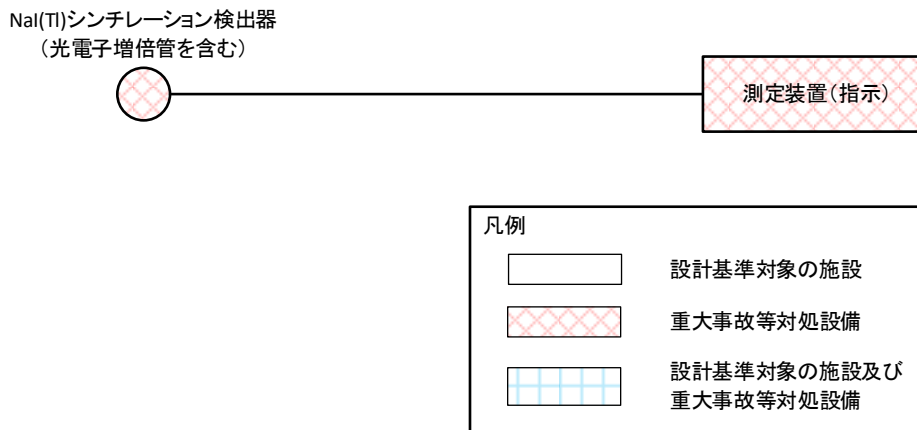 NaI(Tl)シンチレーション検出器
（光電子増倍管を含む）
測定装置（指示）
凡例
設計基準対象の施設
重大事故等対処設備
設計基準対象の施設及び
重大事故等対処設備